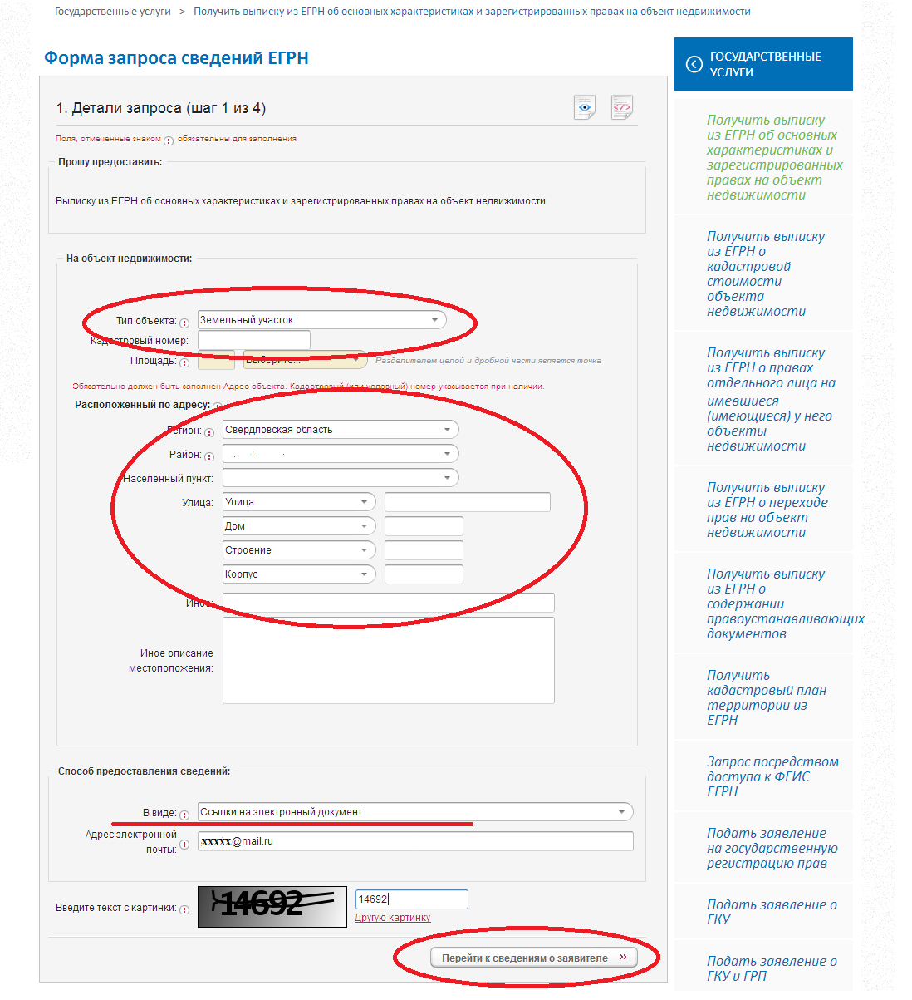 Государственные услуги > Получить выписку из ЕГРН об основных характеристиках и зарегистрированных правах на объект недвижимости
Форма запроса сведений ЕГРН
1. Детали запроса (шаг 1 из 4)
Поля, отмеченные знаком ! обязательны для заполнения
Прошу предоставить:
Выписку из ЕГРН об основных характеристиках и зарегистрированных правах на объект недвижимости
На объект недвижимости:
Тип объекта: ! Земельный участок
Кадастровый номер:
Площадь: ! Выберите... Разделителем целой и дробной части является точка
Обязательно должен быть заполнен Адрес объекта. Кадастровый (или условный) номер указывается при наличии.
Расположенный по адресу: !
Регион: ! Свердловская область
Район: !
Населенный пункт:
Улица: Улица
Дом
Строение
Корпус
Иное:
Иное описание
местоположения:
Способ предоставления сведений:
В виде: ! Ссылки на электронный документ
Адрес электронной
почты: ! xxxxx@mail.ru
Введите текст с картинки: ! 14692 14692
Другую картинку
Перейти к сведениям о заявителе »
ГОСУДАРСТВЕННЫЕ
УСЛУГИ
Получить выписку
из ЕГРН об основных
характеристиках и
зарегистрированных
правах на объект
недвижимости
Получить выписку
из ЕГРН о
кадастровой
стоимости
объекта
недвижимости
Получить выписку
из ЕГРН о правах
отдельного лица на
имевшиеся
(имеющиеся) у него
объекты
недвижимости
Получить выписку
из ЕГРН о переходе
прав на объект
недвижимости
Получить выписку
из ЕГРН о
содержании
правоустанавливающих
документов
Получить
кадастровый план
территории из
ЕГРН
Запрос посредством
доступа к ФГИС
ЕГРН
Подать заявление
на государственную
регистрацию прав
Подать заявление о
ГКУ
Подать заявление о
ГКУ и ГРП